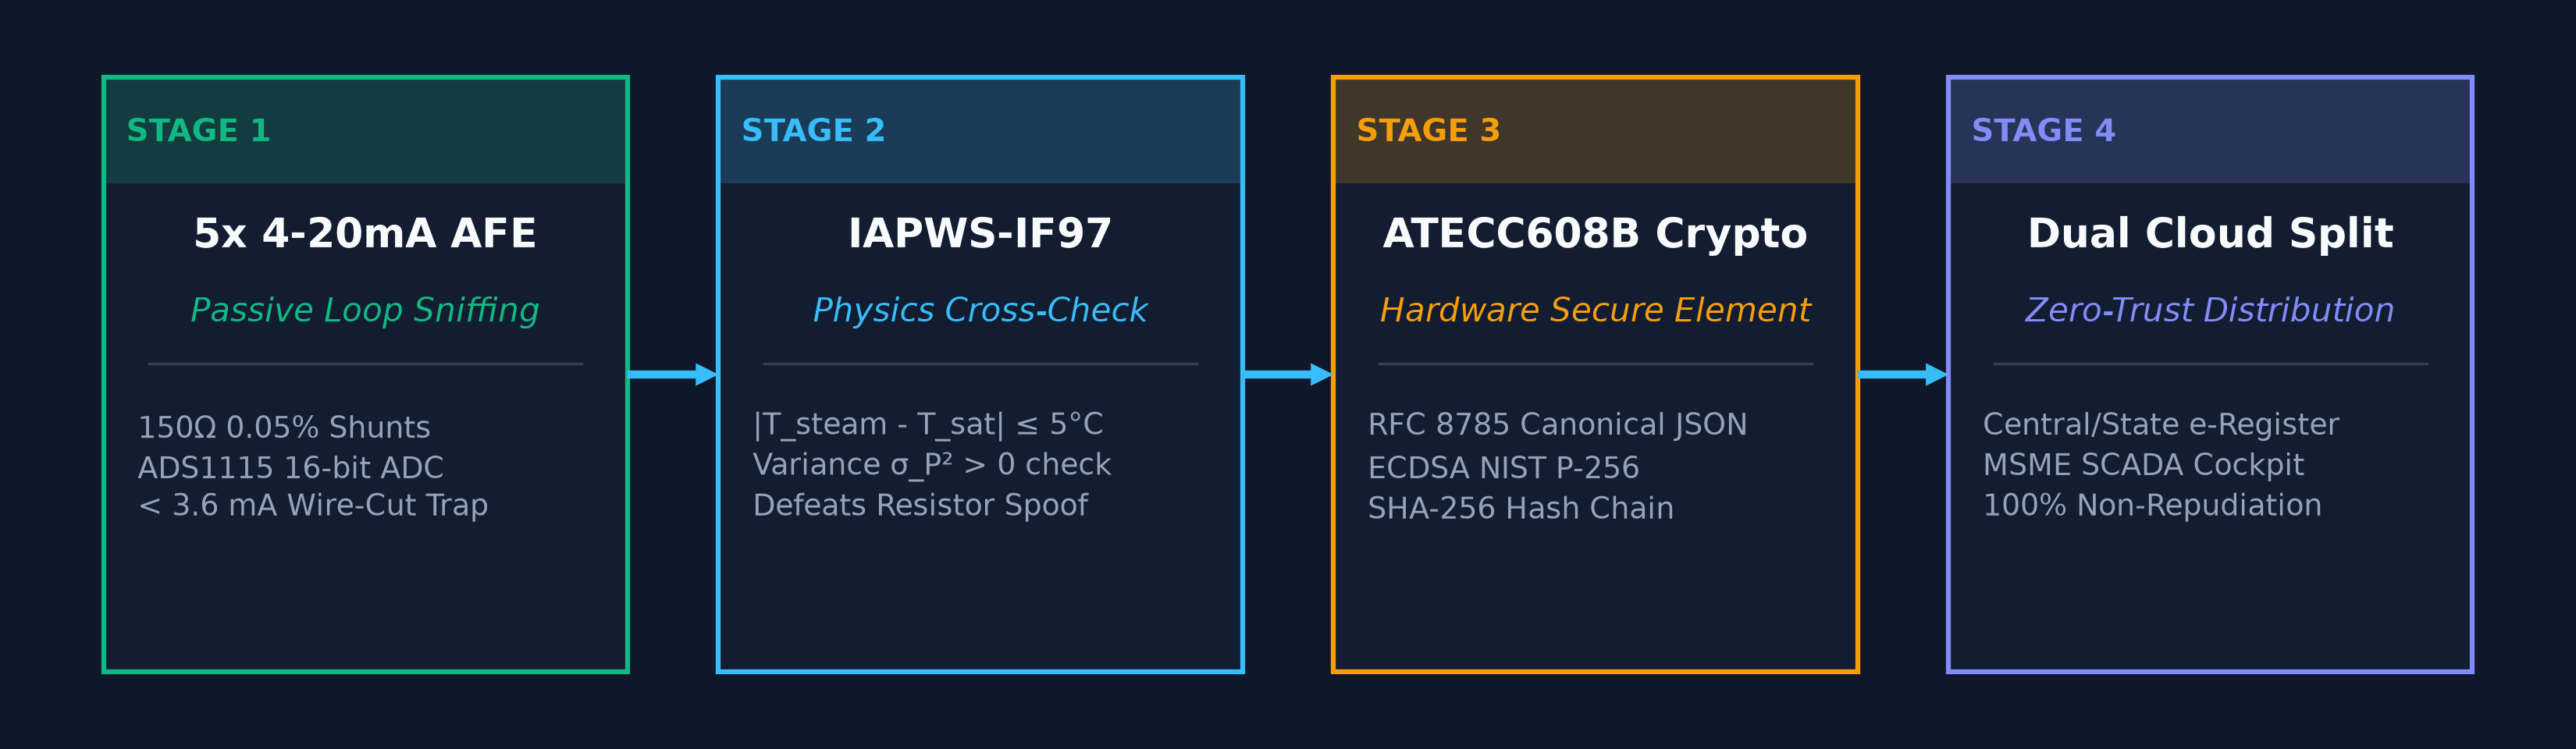 STAGE 1
5x 4-20mA AFE
Passive Loop Sniffing
150Ω 0.05% Shunts
ADS1115 16-bit ADC
< 3.6 mA Wire-Cut Trap
STAGE 2
IAPWS-IF97
Physics Cross-Check
|T_steam - T_sat| ≤ 5°C
Variance σ_P² > 0 check
Defeats Resistor Spoof
STAGE 3
ATECC608B Crypto
Hardware Secure Element
RFC 8785 Canonical JSON
ECDSA NIST P-256
SHA-256 Hash Chain
STAGE 4
Dual Cloud Split
Zero-Trust Distribution
Central/State e-Register
MSME SCADA Cockpit
100% Non-Repudiation